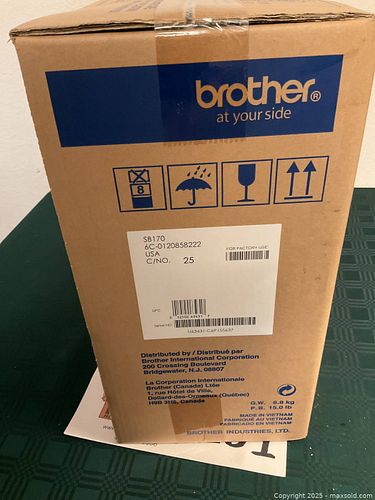 brother®
at your side
8
SB170
6C-0120858222
USA
C/NO. 25
FOR FACTORY USE
UPC
Serial NO
Distributed by / Distribué par
Brother International Corporation
200 Crossing Boulevard
Bridgewater, N.J. 08807
La Corporation Internationale
Brother (Canada) Ltée
1, rue Hôtel de Ville,
Dollard-des-Ormeaux (Québec)
H9B 3H6, Canada
G.W. 6.8 kg
P.B. 15.0 lb
MADE IN VIETNAM
FABRIQUÉ AU VIETNAM
FABRICADO EN VIETNAM
BROTHER INDUSTRIES, LTD.
Copyright 2025 - maxsold.com